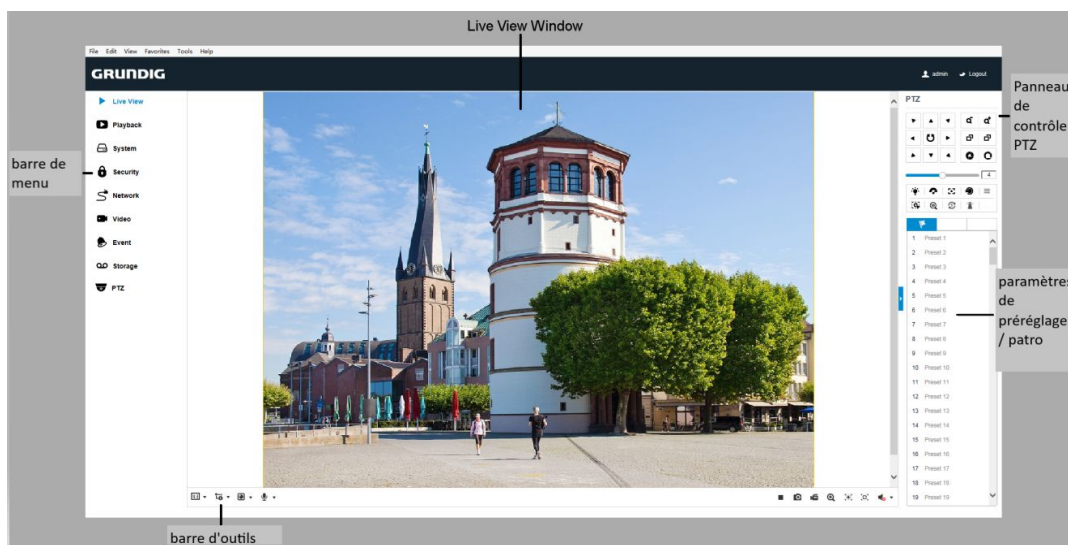 Live View Window
File Edit View Favorites Tools Help
GRUNDIG
admin Logout
Live View
Playback
System
Security
Network
Video
Event
Storage
PTZ
barre de
menu
PTZ
4
Panneau
de
contrôle
PTZ
1 Preset 1
2 Preset 2
3 Preset 3
4 Preset 4
5 Preset 5
6 Preset 6
7 Preset 7
8 Preset 8
9 Preset 9
10 Preset 10
11 Preset 11
12 Preset 12
13 Preset 13
14 Preset 14
15 Preset 15
16 Preset 16
17 Preset 17
18 Preset 18
19 Preset 19
paramètres
de
préréglage
/ patro
barre d'outils